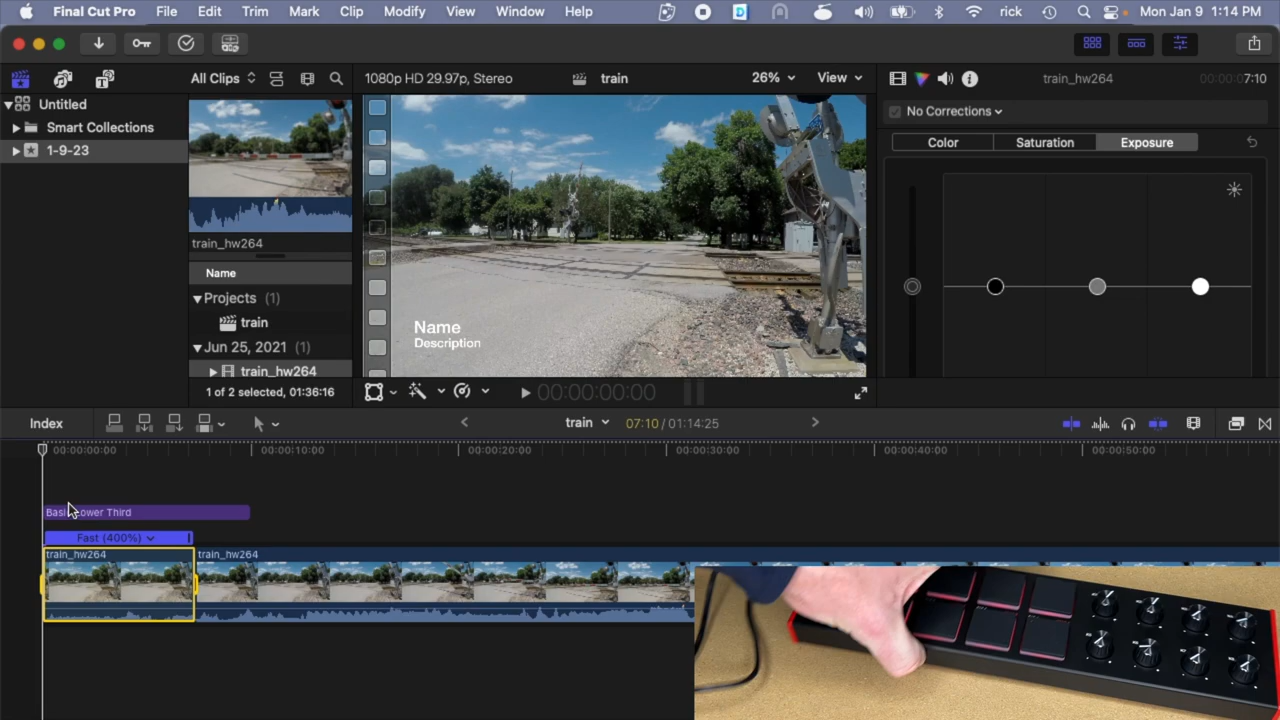 Final Cut Pro File Edit Trim Mark Clip Modify View Window Help D rick Mon Jan 9 1:14 PM
All Clips 1080p HD 29.97p, Stereo train 26% View train_hw264 7:10
Untitled
Smart Collections
1-9-23
train_hw264
Name
Projects (1)
train
Jun 25, 2021 (1)
train_hw264
1 of 2 selected, 01:36:16
Name
Description
00:00:00:00
No Corrections
Color Saturation Exposure
Index train 07:10 / 01:14:25
00:00:00:00 00:00:10:00 00:00:20:00 00:00:30:00 00:00:40:00 00:00:50:00
Fast (400%)
train_hw264 train_hw264